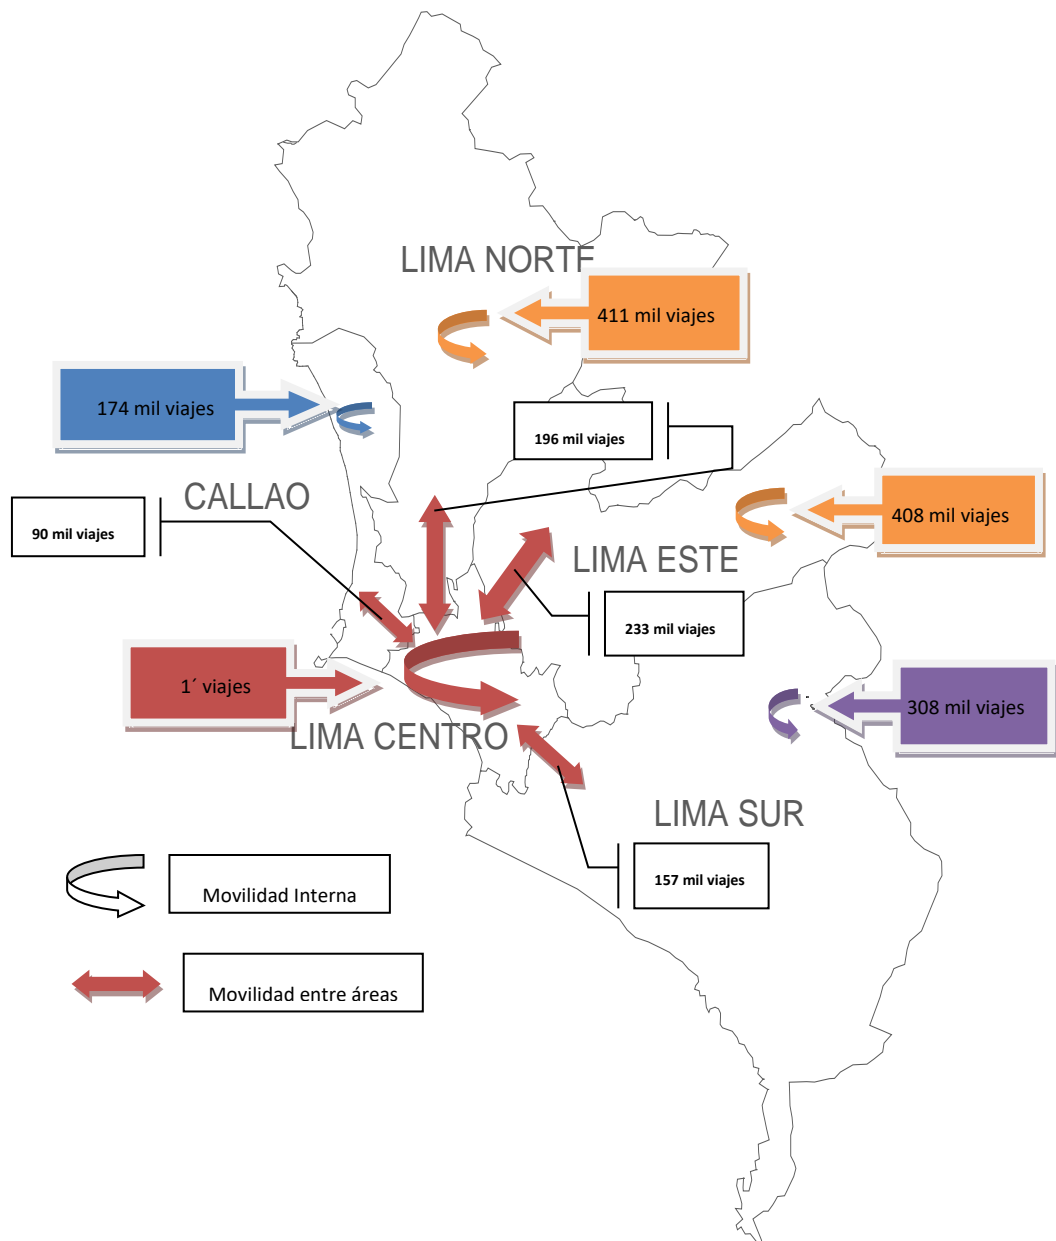 LIMA NORTE
411 mil viajes
174 mil viajes
196 mil viajes
CALLAO
90 mil viajes
408 mil viajes
LIMA ESTE
233 mil viajes
1´ viajes
308 mil viajes
LIMA CENTRO
LIMA SUR
157 mil viajes
Movilidad Interna
Movilidad entre áreas